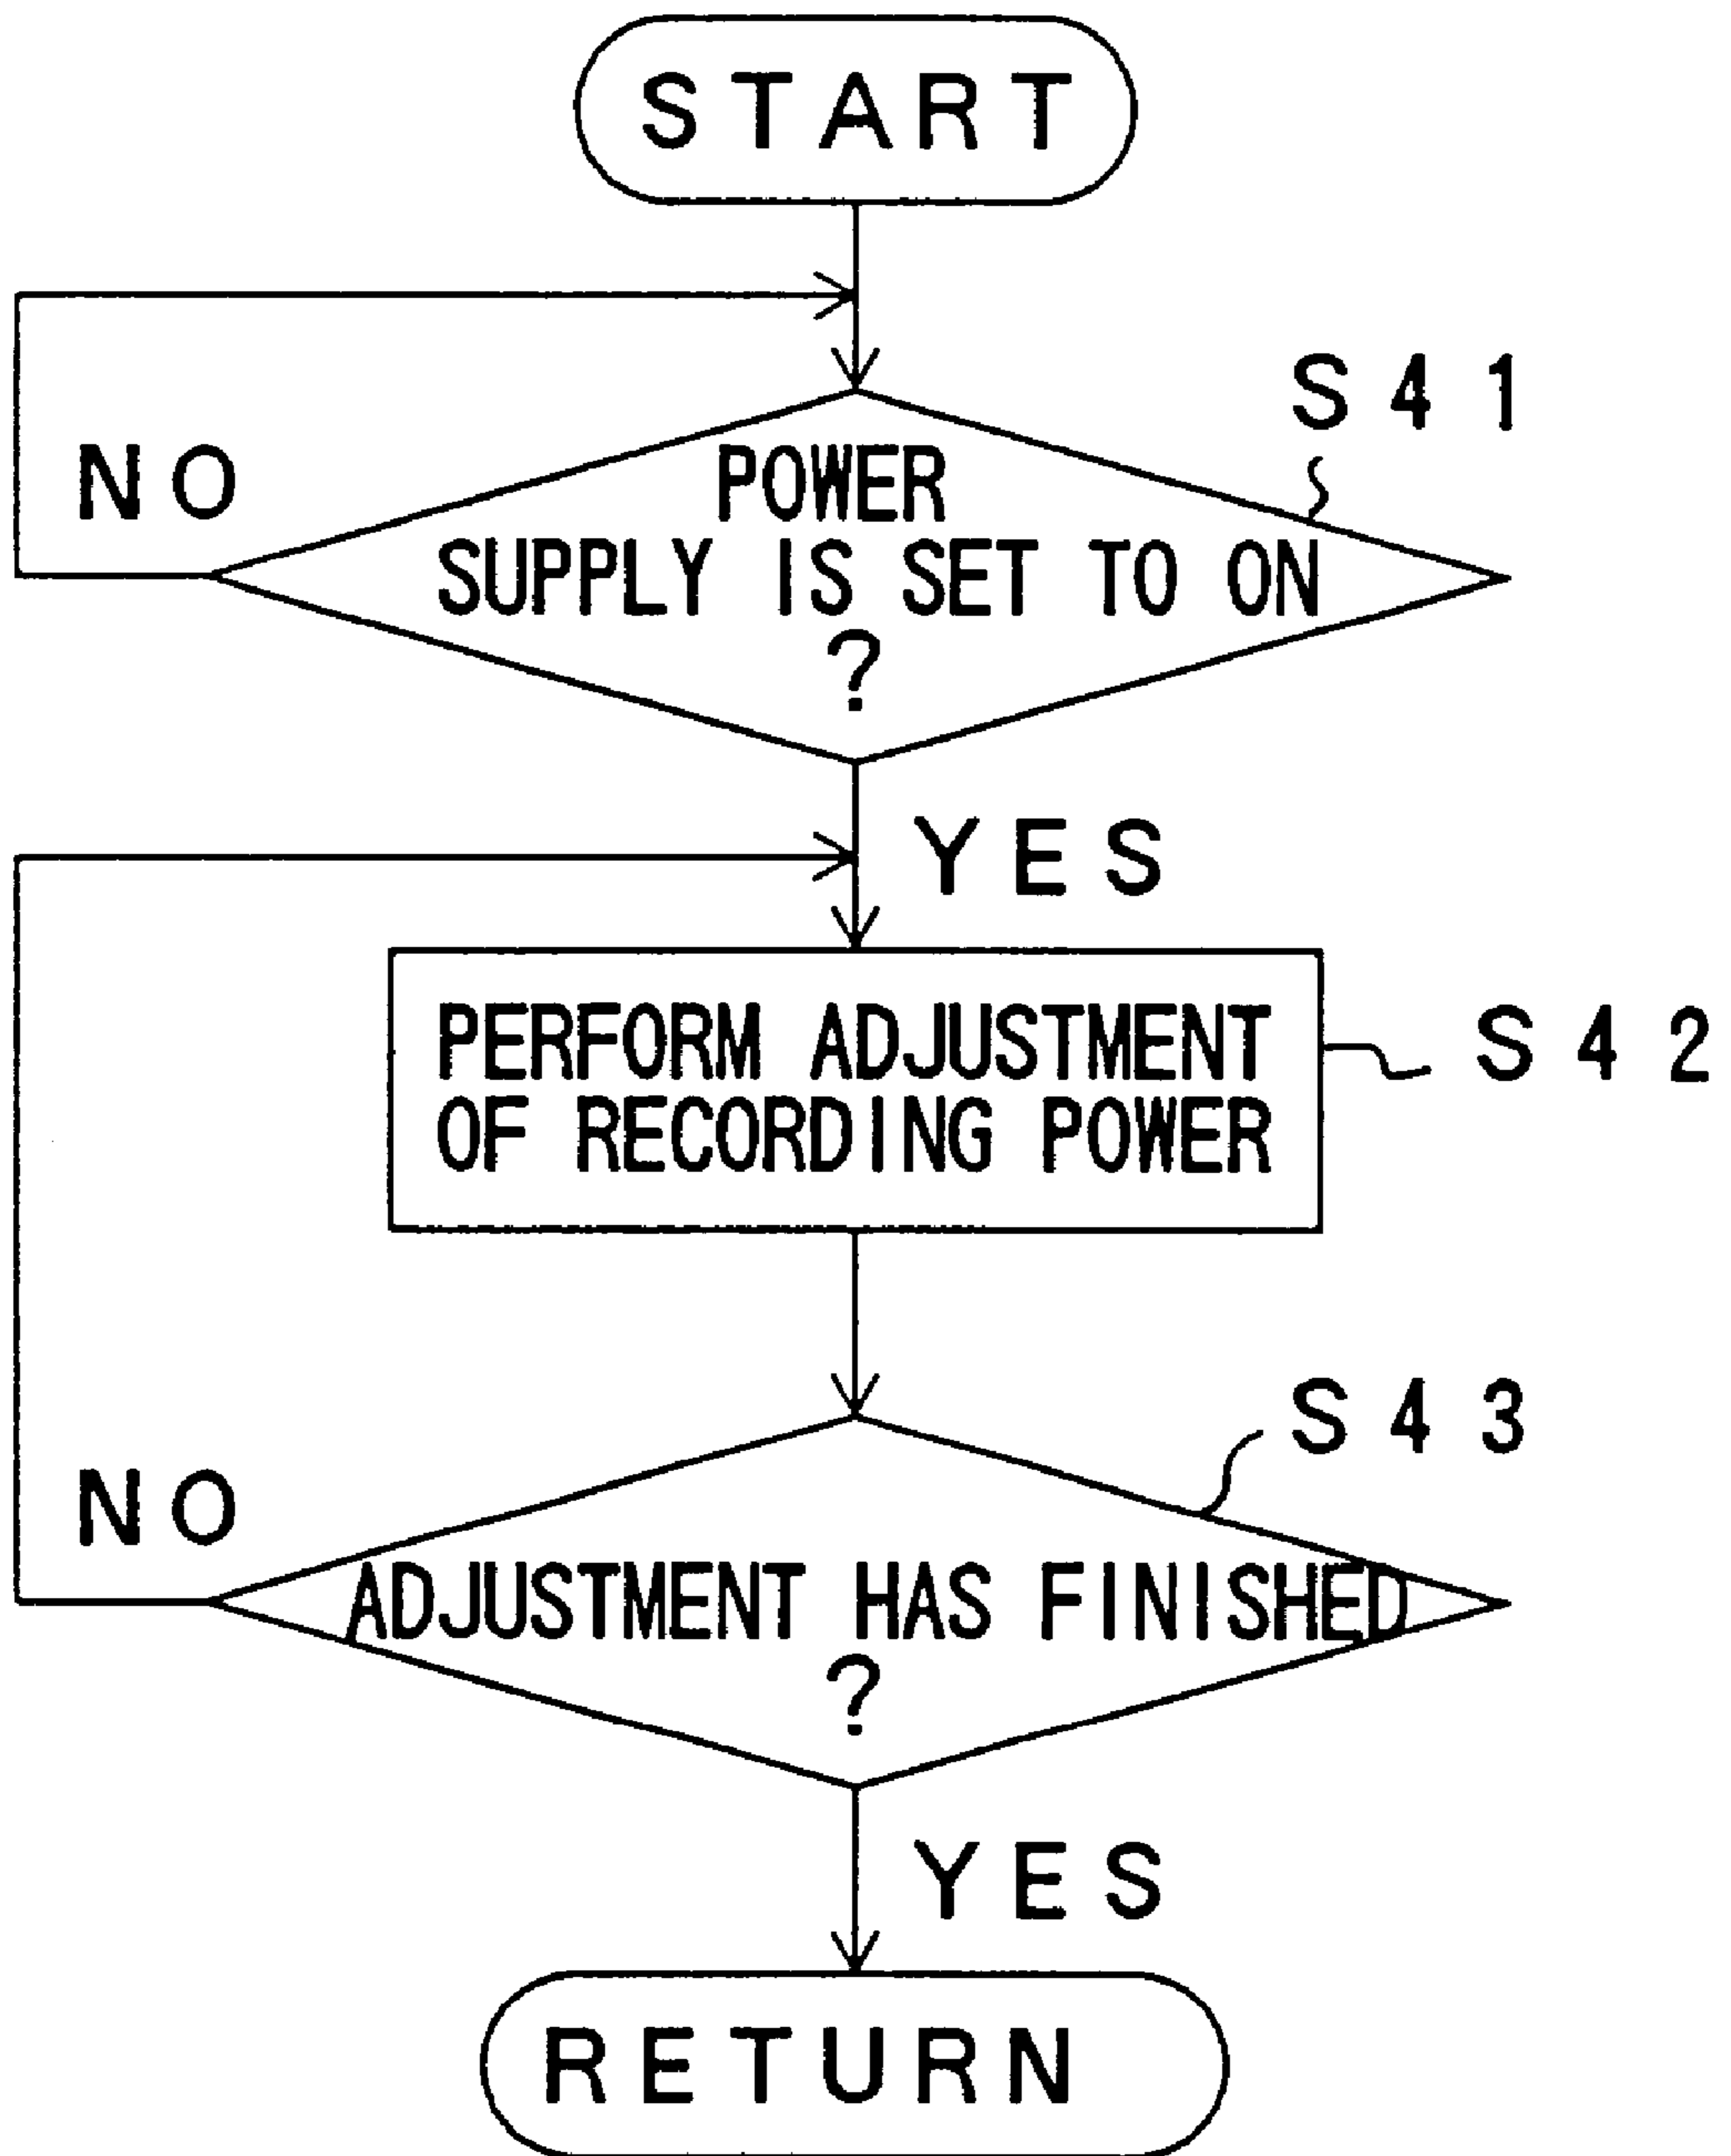 START
S41
NO
POWER
SUPPLY IS SET TO ON
?
YES
PERFORM ADJUSTMENT
OF RECORDING POWER
S42
S43
NO
ADJUSTMENT HAS FINISHED
?
YES
RETURN